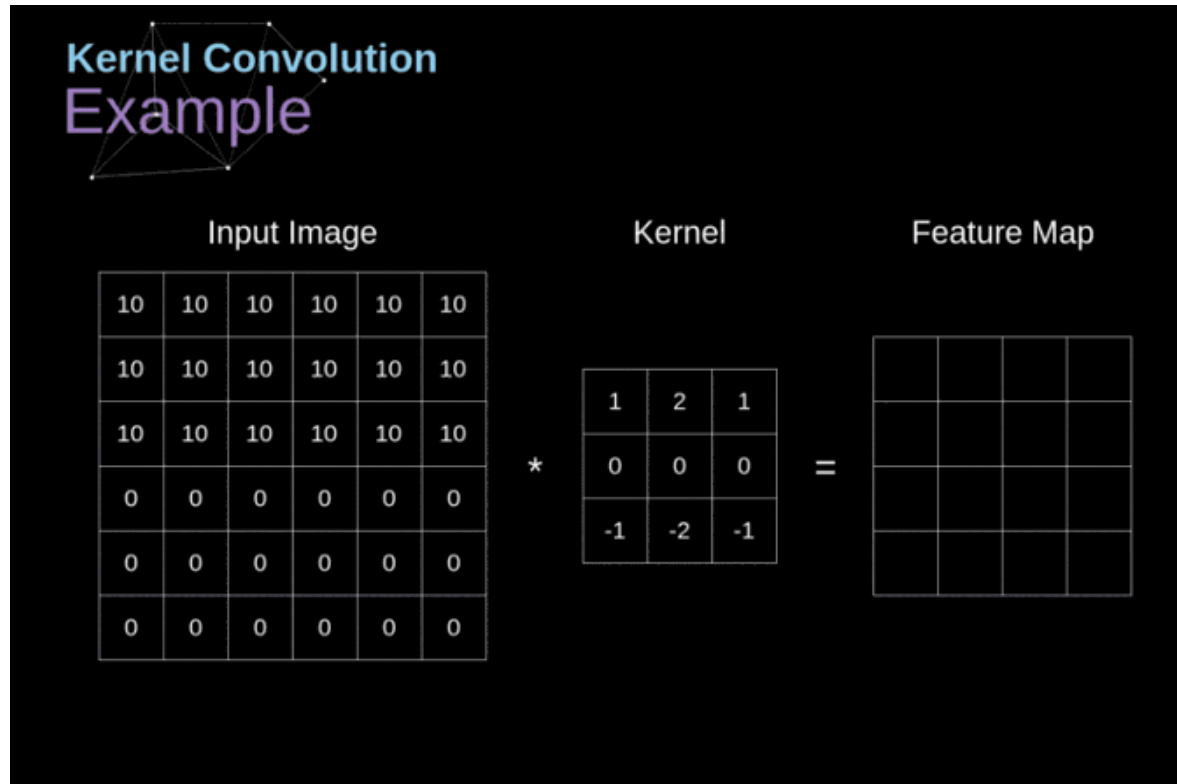 Kernel Convolution
Example
Input Image
Kernel
Feature Map
10 10 10 10 10 10
10 10 10 10 10 10
10 10 10 10 10 10
0 0 0 0 0 0
0 0 0 0 0 0
0 0 0 0 0 0
*
1 2 1
0 0 0
-1 -2 -1
=